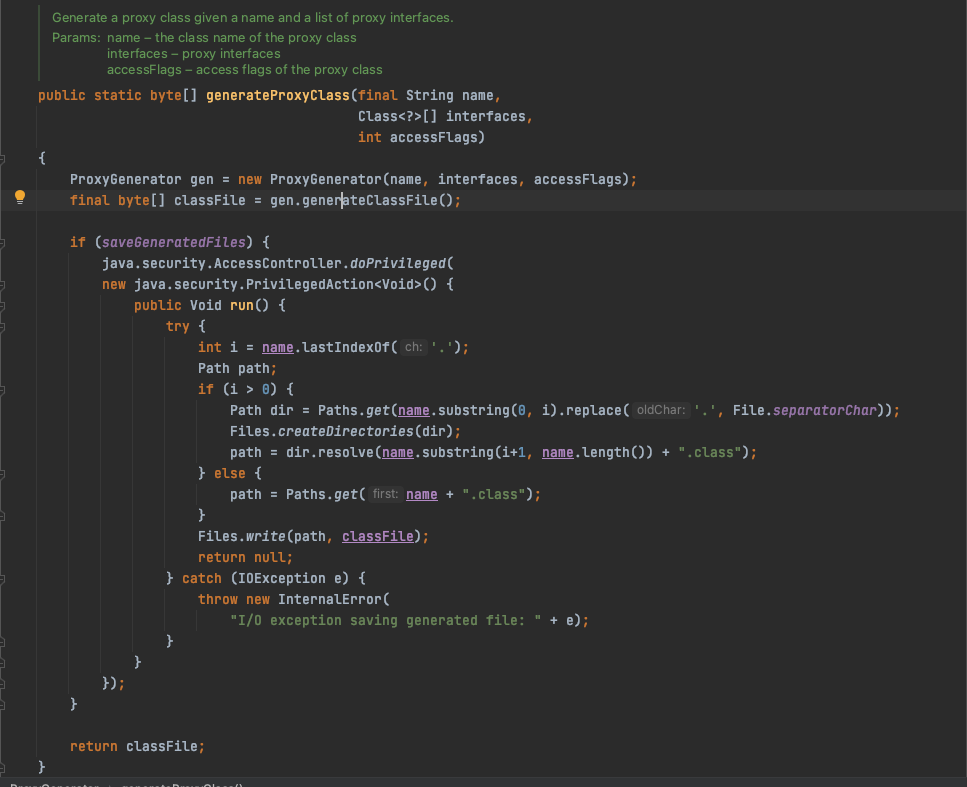 Generate a proxy class given a name and a list of proxy interfaces.
Params: name – the class name of the proxy class
interfaces – proxy interfaces
accessFlags – access flags of the proxy class
public static byte[] generateProxyClass(final String name,
Class<?>[] interfaces,
int accessFlags)
{
ProxyGenerator gen = new ProxyGenerator(name, interfaces, accessFlags);
final byte[] classFile = gen.generateClassFile();
if (saveGeneratedFiles) {
java.security.AccessController.doPrivileged(
new java.security.PrivilegedAction<Void>() {
public Void run() {
try {
int i = name.lastIndexOf( ch: '.');
Path path;
if (i > 0) {
Path dir = Paths.get(name.substring(0, i).replace( oldChar: '.', File.separatorChar));
Files.createDirectories(dir);
path = dir.resolve(name.substring(i+1, name.length()) + ".class");
} else {
path = Paths.get( first: name + ".class");
}
Files.write(path, classFile);
return null;
} catch (IOException e) {
throw new InternalError(
"I/O exception saving generated file: " + e);
}
}
});
}
return classFile;
}